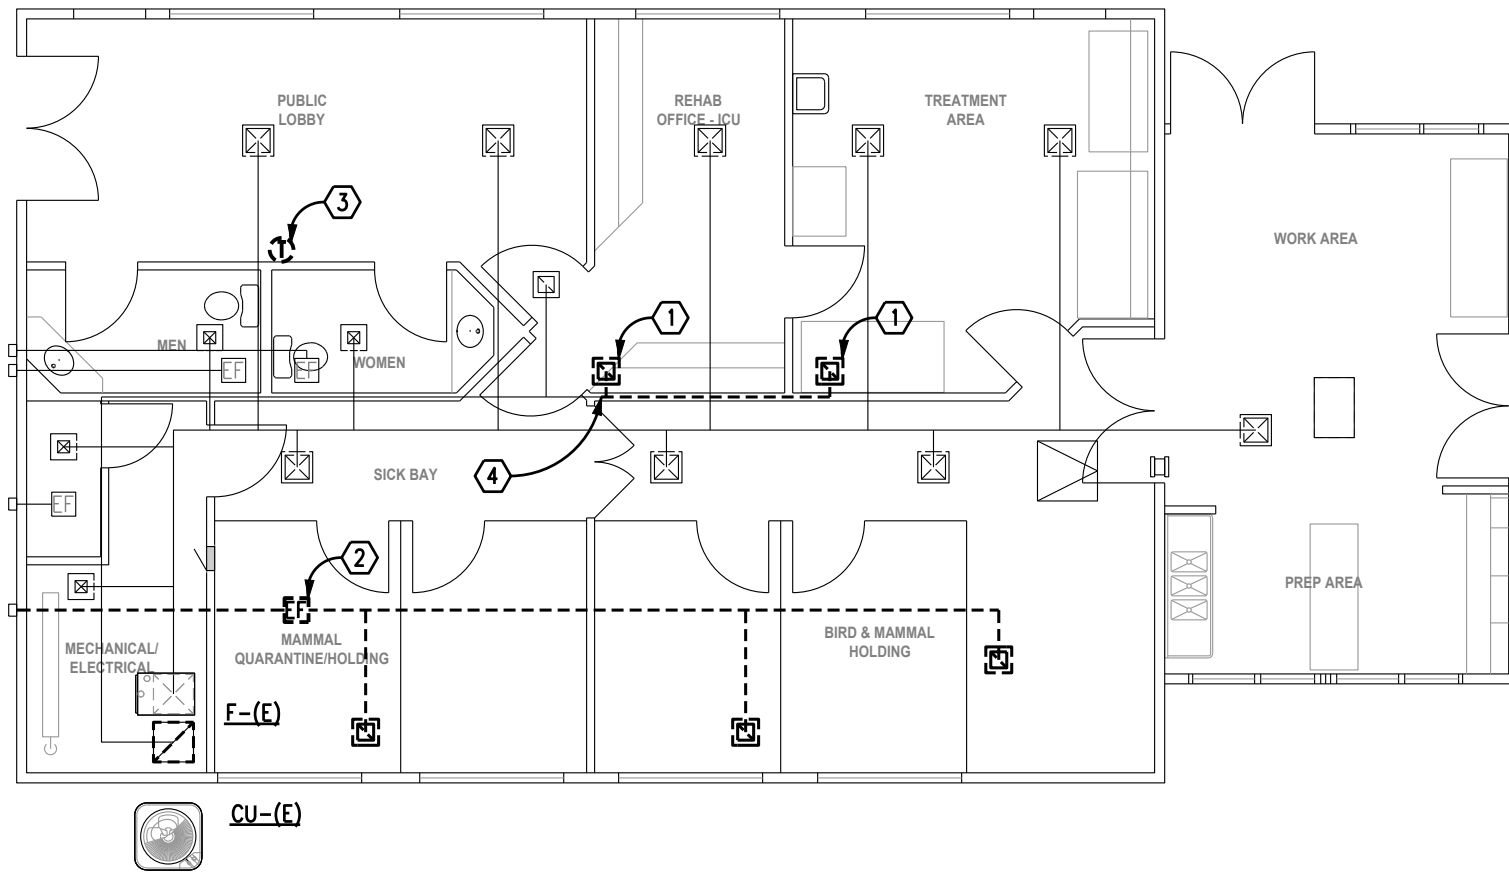 PUBLIC
LOBBY
REHAB
OFFICE - ICU
TREATMENT
AREA
3
WORK AREA
T
1
1
MEN
EF
EF
WOMEN
4
SICK BAY
EF
2
EF
MAMMAL
QUARANTINE/HOLDING
BIRD & MAMMAL
HOLDING
PREP AREA
MECHANICAL/
ELECTRICAL
F-(E)
CU-(E)